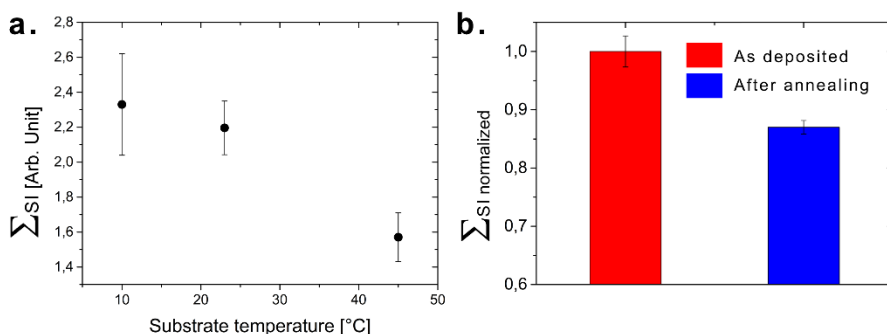 a.
2,8
2,6
2,4
2,2
2,0
1,8
1,6
1,4
∑SI [Arb. Unit]
10 20 30 40 50
Substrate temperature [°C]
b.
1,0
0,9
0,8
0,7
0,6
∑SI normalized
As deposited
After annealing